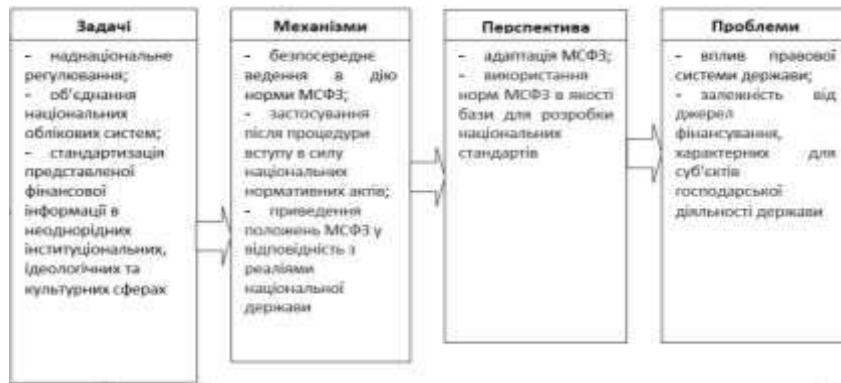 Задачі
- наднаціональне
регулювання;
- об'єднання
національних
облікових систем;
- стандартизація
представленої
фінансової
інформації в
неоднорідних
інституціональних,
ідеологічних та
культурних сферах
Механізми
- безпосереднє
ведення в дію
норми МСФЗ;
- застосування
після процедури
вступу в силу
національних
нормативних актів;
- приведення
положень МСФЗ у
відповідність з
реаліями
національної
держави
Перспектива
- адаптація МСФЗ;
- використання
норм МСФЗ в якості
бази для розробки
національних
стандартів
Проблеми
- вплив правової
системи держави;
- залежність від
джерел
фінансування,
характерних для
суб'єктів
господарської
діяльності держави